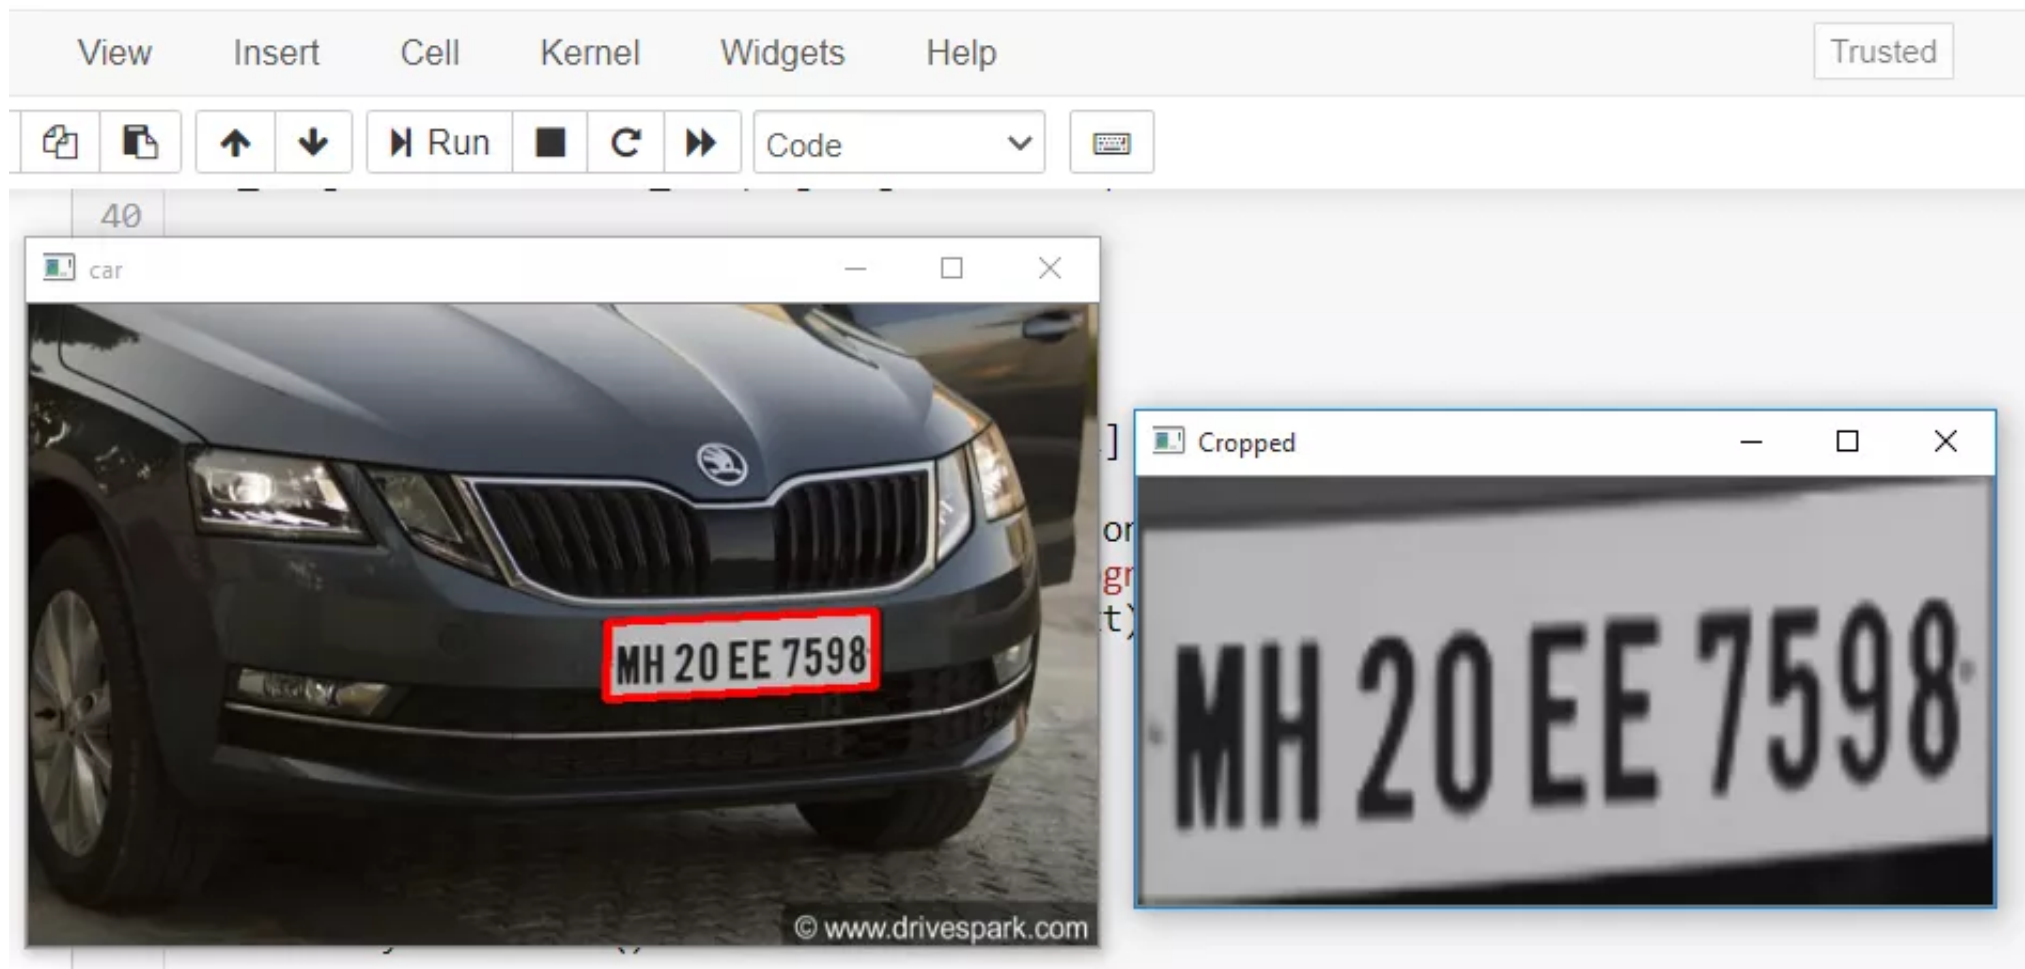 View Insert Cell Kernel Widgets Help Trusted
Run Code
40
car
MH 20 EE 7598
© www.drivespark.com
Cropped
MH 20 EE 7598